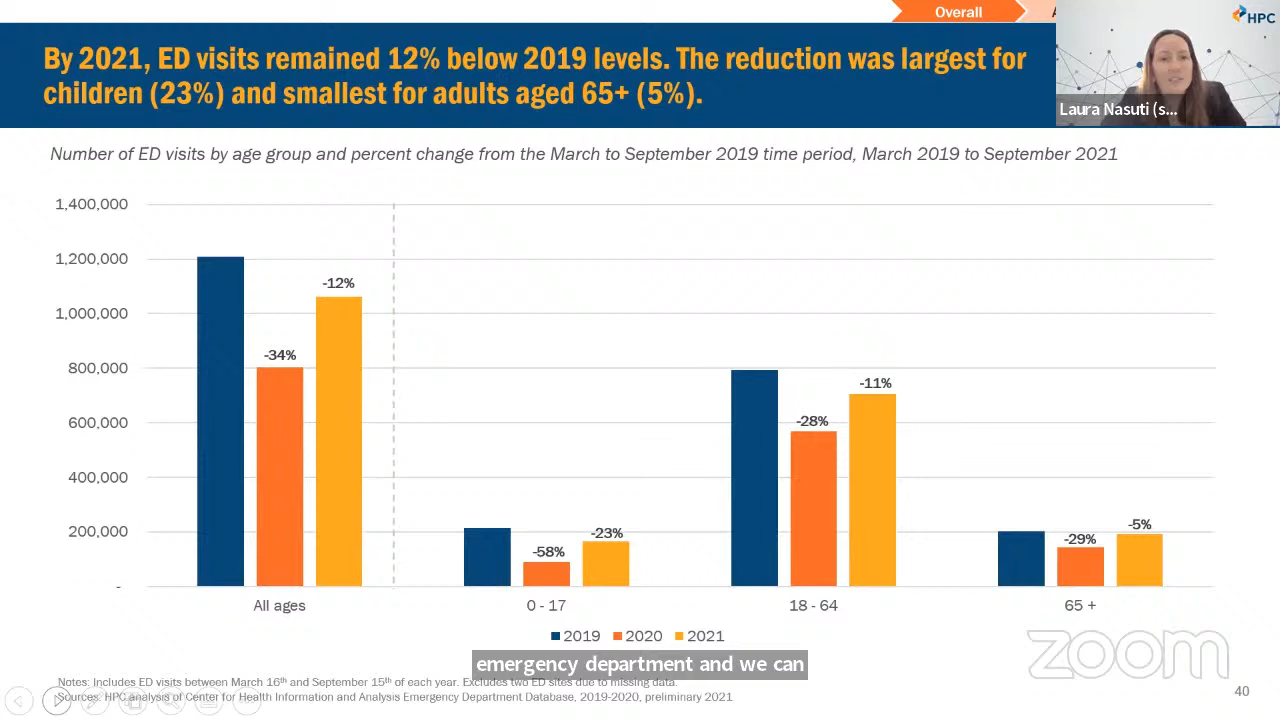 Overall
HPC
By 2021, ED visits remained 12% below 2019 levels. The reduction was largest for
children (23%) and smallest for adults aged 65+ (5%).
Laura Nasuti (s...
Number of ED visits by age group and percent change from the March to September 2019 time period, March 2019 to September 2021
1,400,000
1,200,000
1,000,000
800,000
600,000
400,000
200,000
-
-12%
-34%
-23%
-58%
-11%
-28%
-5%
-29%
All ages
0 - 17
18 - 64
65 +
2019 2020 2021
zoom
emergency department and we can
Notes: Includes ED visits between March 16th and September 15th of each year. Excludes two ED sites due to missing data.
Sources: HPC analysis of Center for Health Information and Analysis Emergency Department Database, 2019-2020, preliminary 2021
40